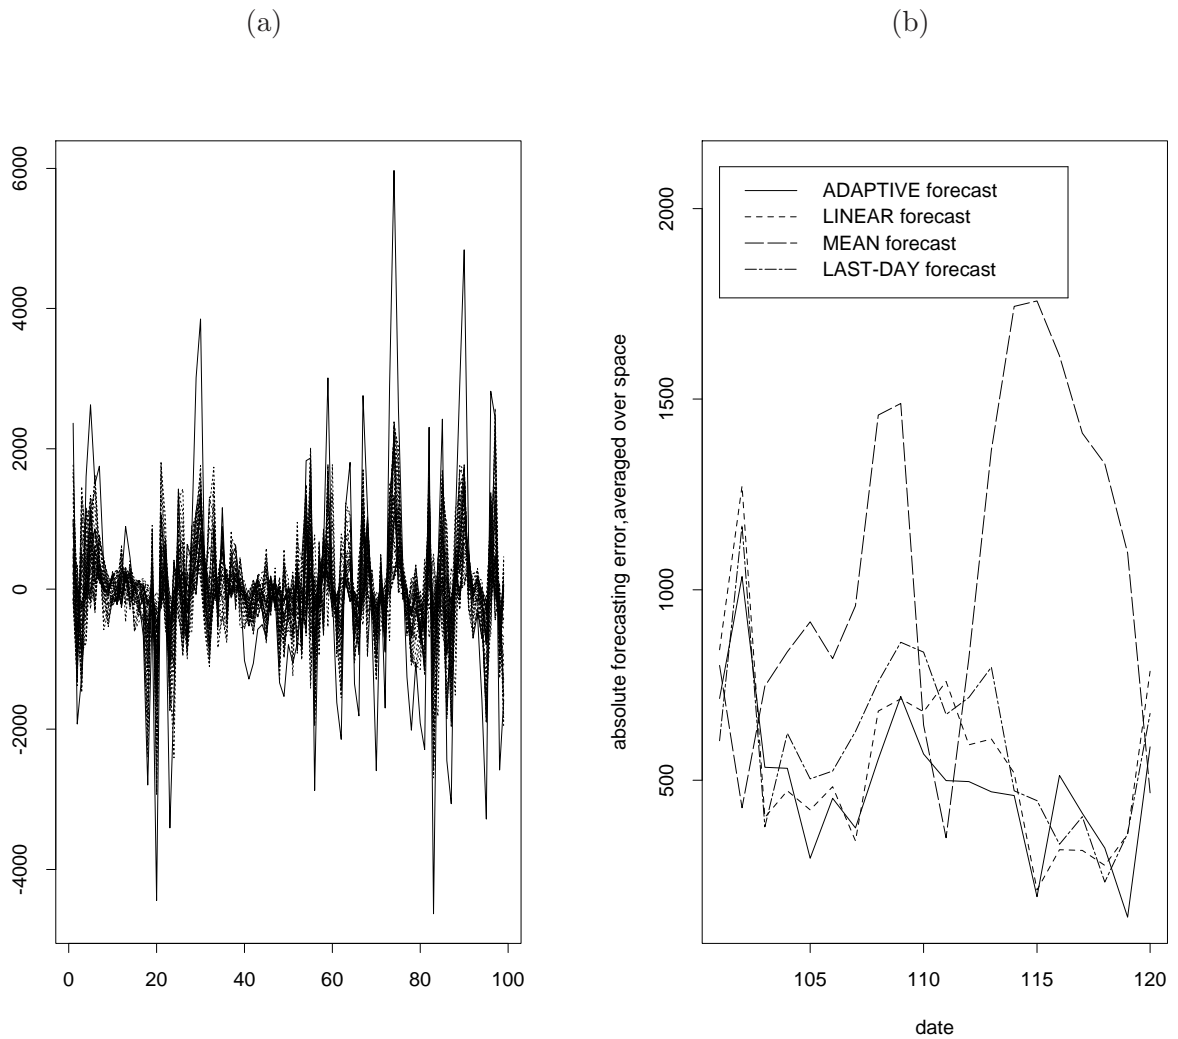 (a)
(b)
6000
4000
2000
0
-2000
-4000
0 20 40 60 80 100
absolute forecasting error,averaged over space
2000
1500
1000
500
ADAPTIVE forecast
LINEAR forecast
MEAN forecast
LAST-DAY forecast
105 110 115 120
date